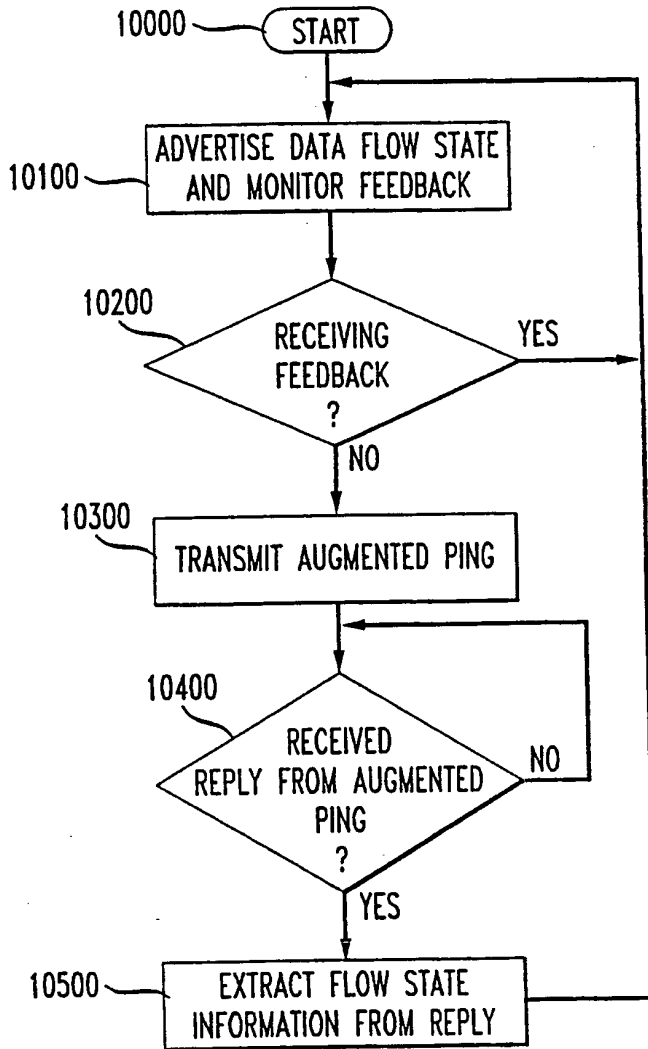 10000
START
ADVERTISE DATA FLOW STATE
AND MONITOR FEEDBACK
10100
10200
RECEIVING
FEEDBACK
?
YES
NO
10300
TRANSMIT AUGMENTED PING
10400
RECEIVED
REPLY FROM AUGMENTED
PING
?
NO
YES
10500
EXTRACT FLOW STATE
INFORMATION FROM REPLY